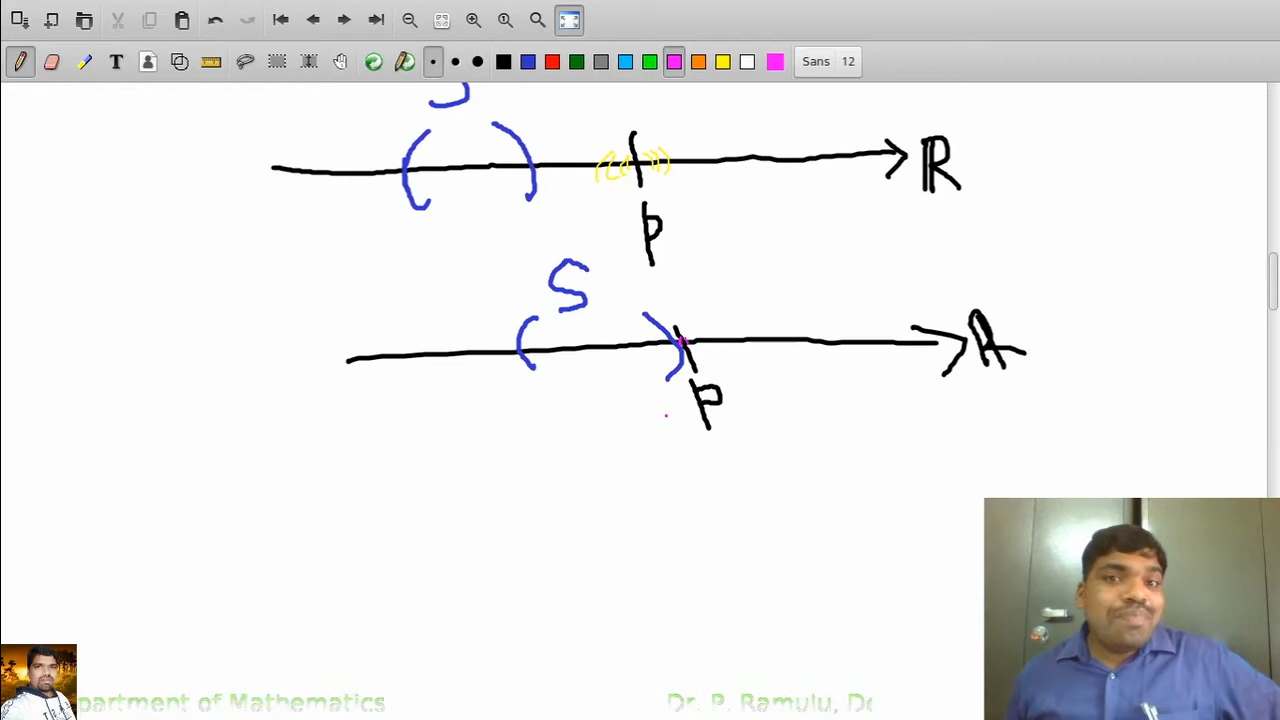 Sans 12
S
ℝ
p
S
ℝ
p
partment of Mathematics Dr. P. Ramulu, De